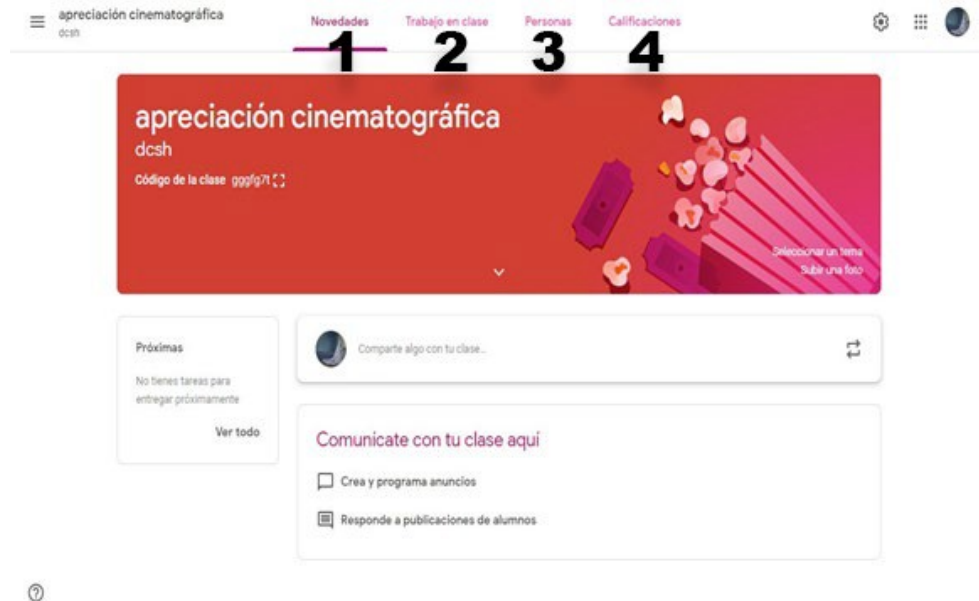 apreciación cinematográfica
dcsh
Novedades Trabajo en clase Personas Calificaciones
1 2 3 4
apreciación cinematográfica
dcsh
Código de la clase gggfg7t
Seleccionar un tema
Subir una foto
Próximas
No tienes tareas para
entregar próximamente
Ver todo
Comparte algo con tu clase...
Comunícate con tu clase aquí
Crea y programa anuncios
Responde a publicaciones de alumnos